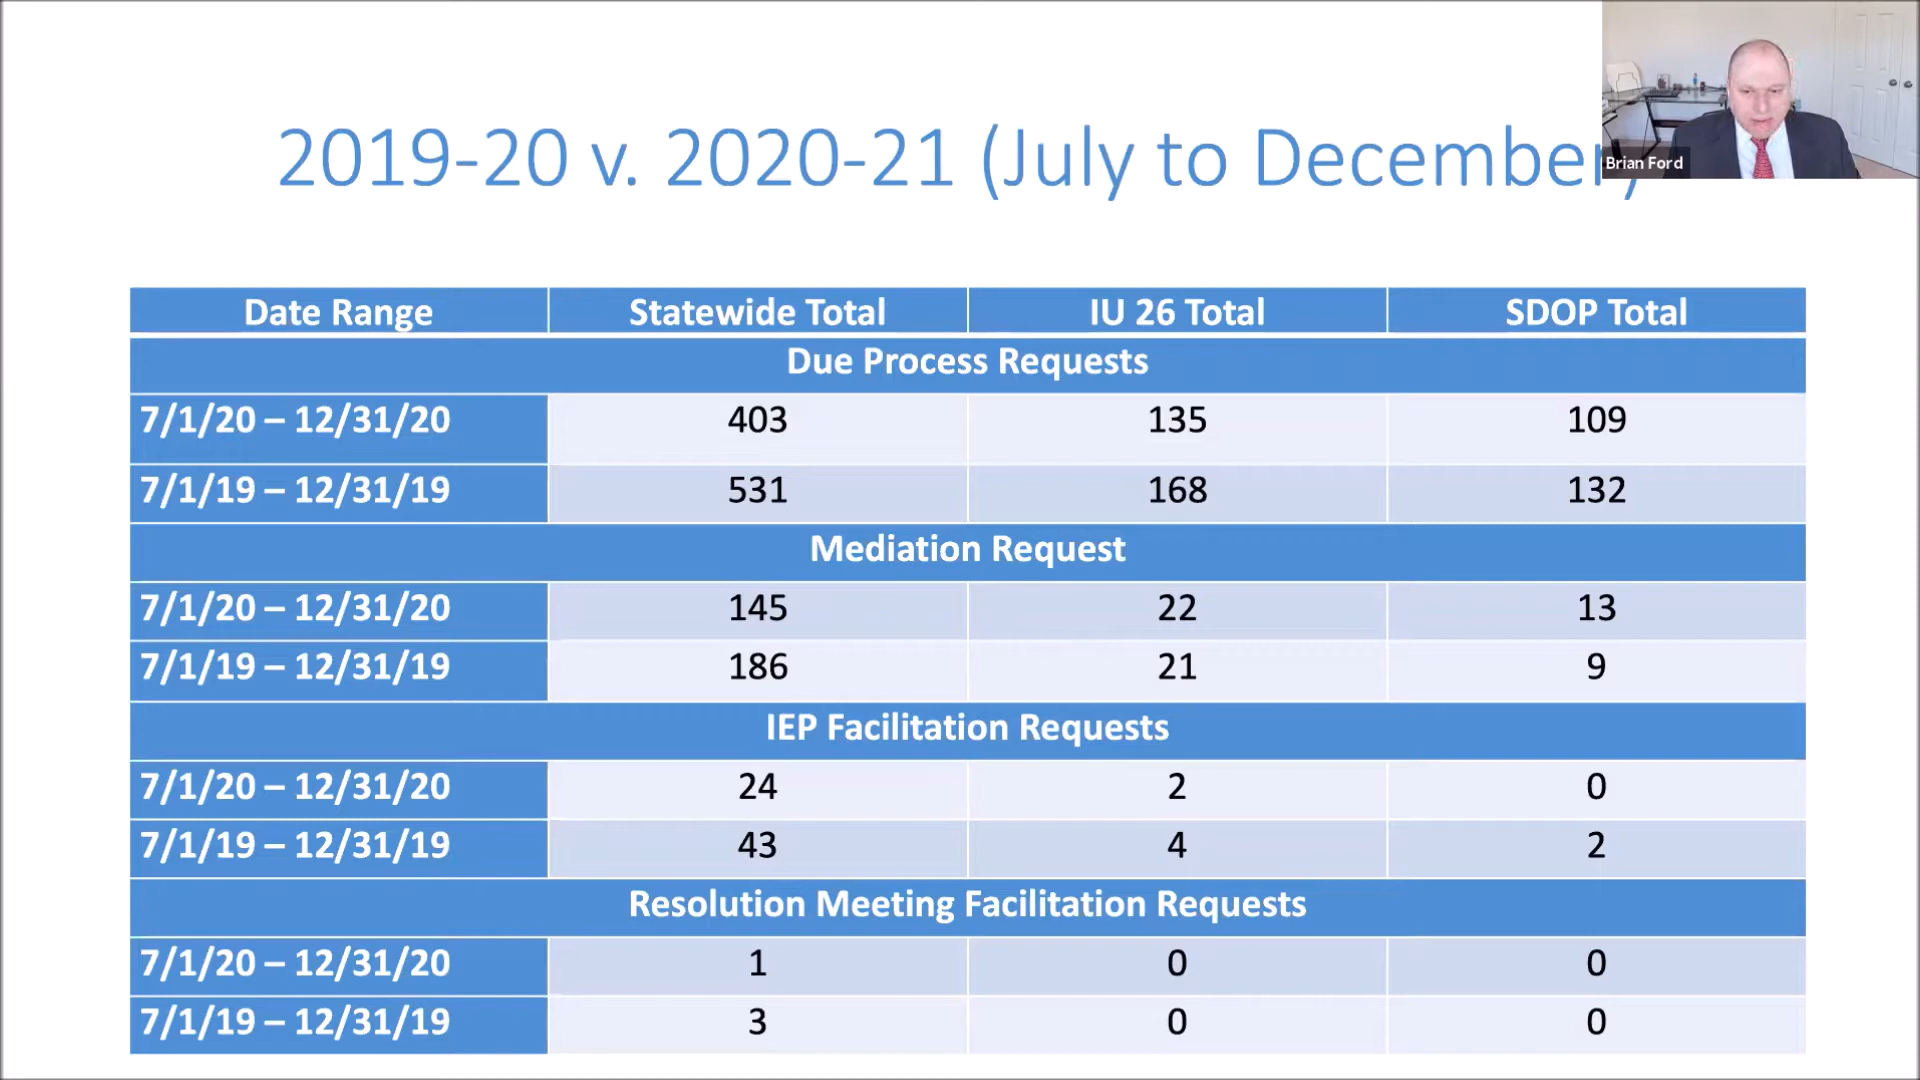 2019-20 v. 2020-21 (July to December)
Brian Ford
Date Range Statewide Total IU 26 Total SDOP Total
Due Process Requests
7/1/20 – 12/31/20 403 135 109
7/1/19 – 12/31/19 531 168 132
Mediation Request
7/1/20 – 12/31/20 145 22 13
7/1/19 – 12/31/19 186 21 9
IEP Facilitation Requests
7/1/20 – 12/31/20 24 2 0
7/1/19 – 12/31/19 43 4 2
Resolution Meeting Facilitation Requests
7/1/20 – 12/31/20 1 0 0
7/1/19 – 12/31/19 3 0 0